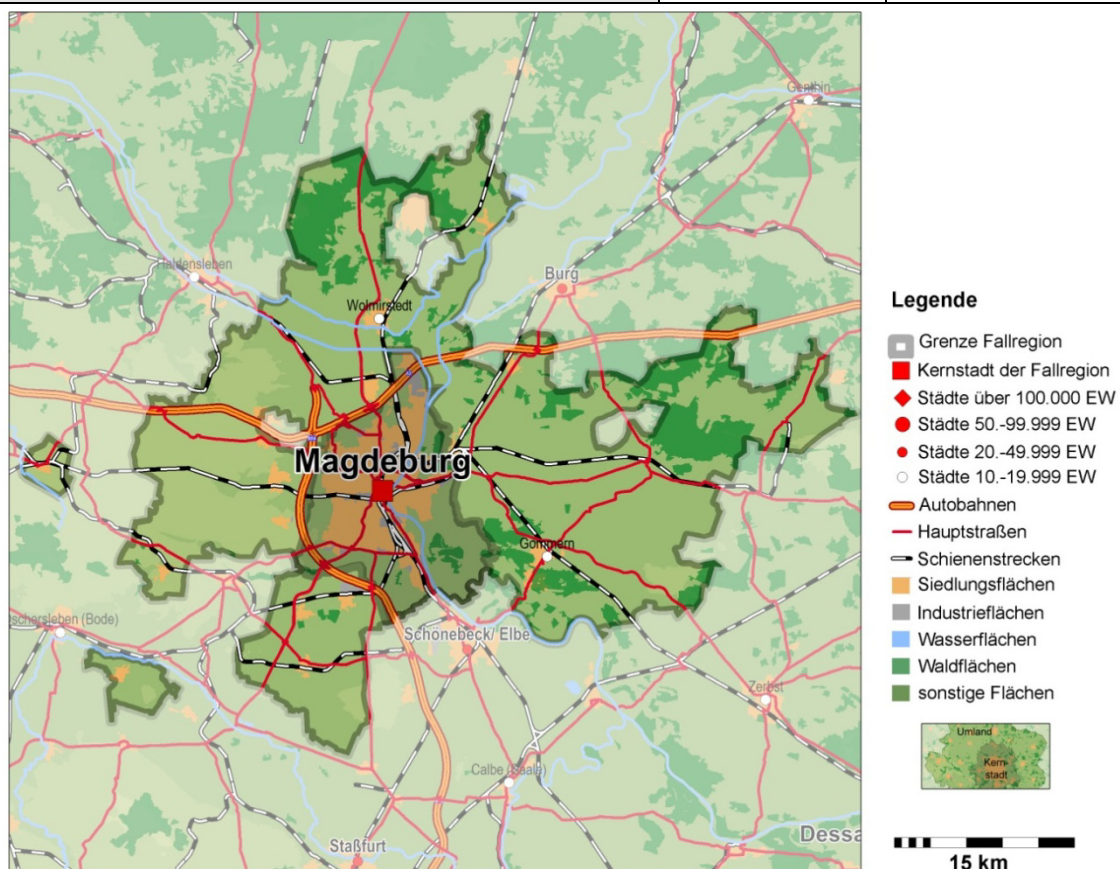 Genthin
Haldensleben
Burg
Wolmirstedt
Magdeburg
Gommern
schersleben (Bode)
Schönebeck/ Elbe
Zerbst
Calbe (Saale)
Staßfurt
Dessa
Legende
Grenze Fallregion
Kernstadt der Fallregion
Städte über 100.000 EW
Städte 50.-99.999 EW
Städte 20.-49.999 EW
Städte 10.-19.999 EW
Autobahnen
Hauptstraßen
Schienenstrecken
Siedlungsflächen
Industrieflächen
Wasserflächen
Waldflächen
sonstige Flächen
Umland
Kern-
stadt
15 km